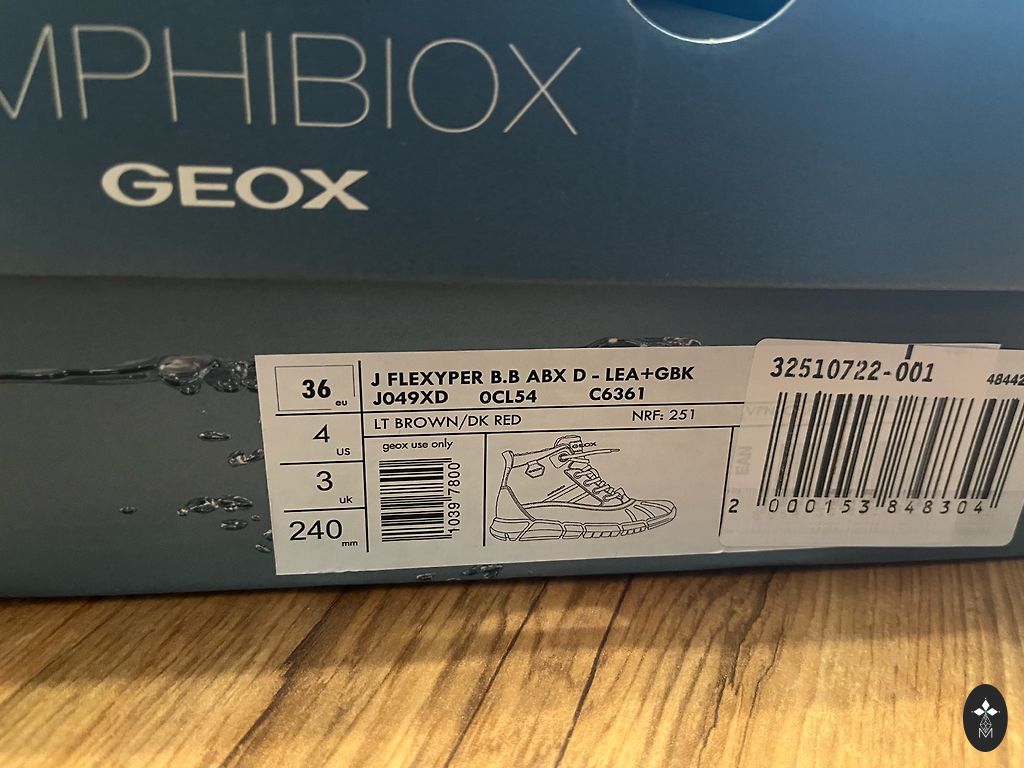 MPHIBIOX
GEOX
36 eu
4 US
3 uk
240 mm
J FLEXYPER B.B ABX D - LEA+GBK
J049XD 0CL54 C6361
LT BROWN/DK RED NRF: 251
geox use only
1039 7800
GEOX
32510722-001
48442
EAN
2 000153 848304
M